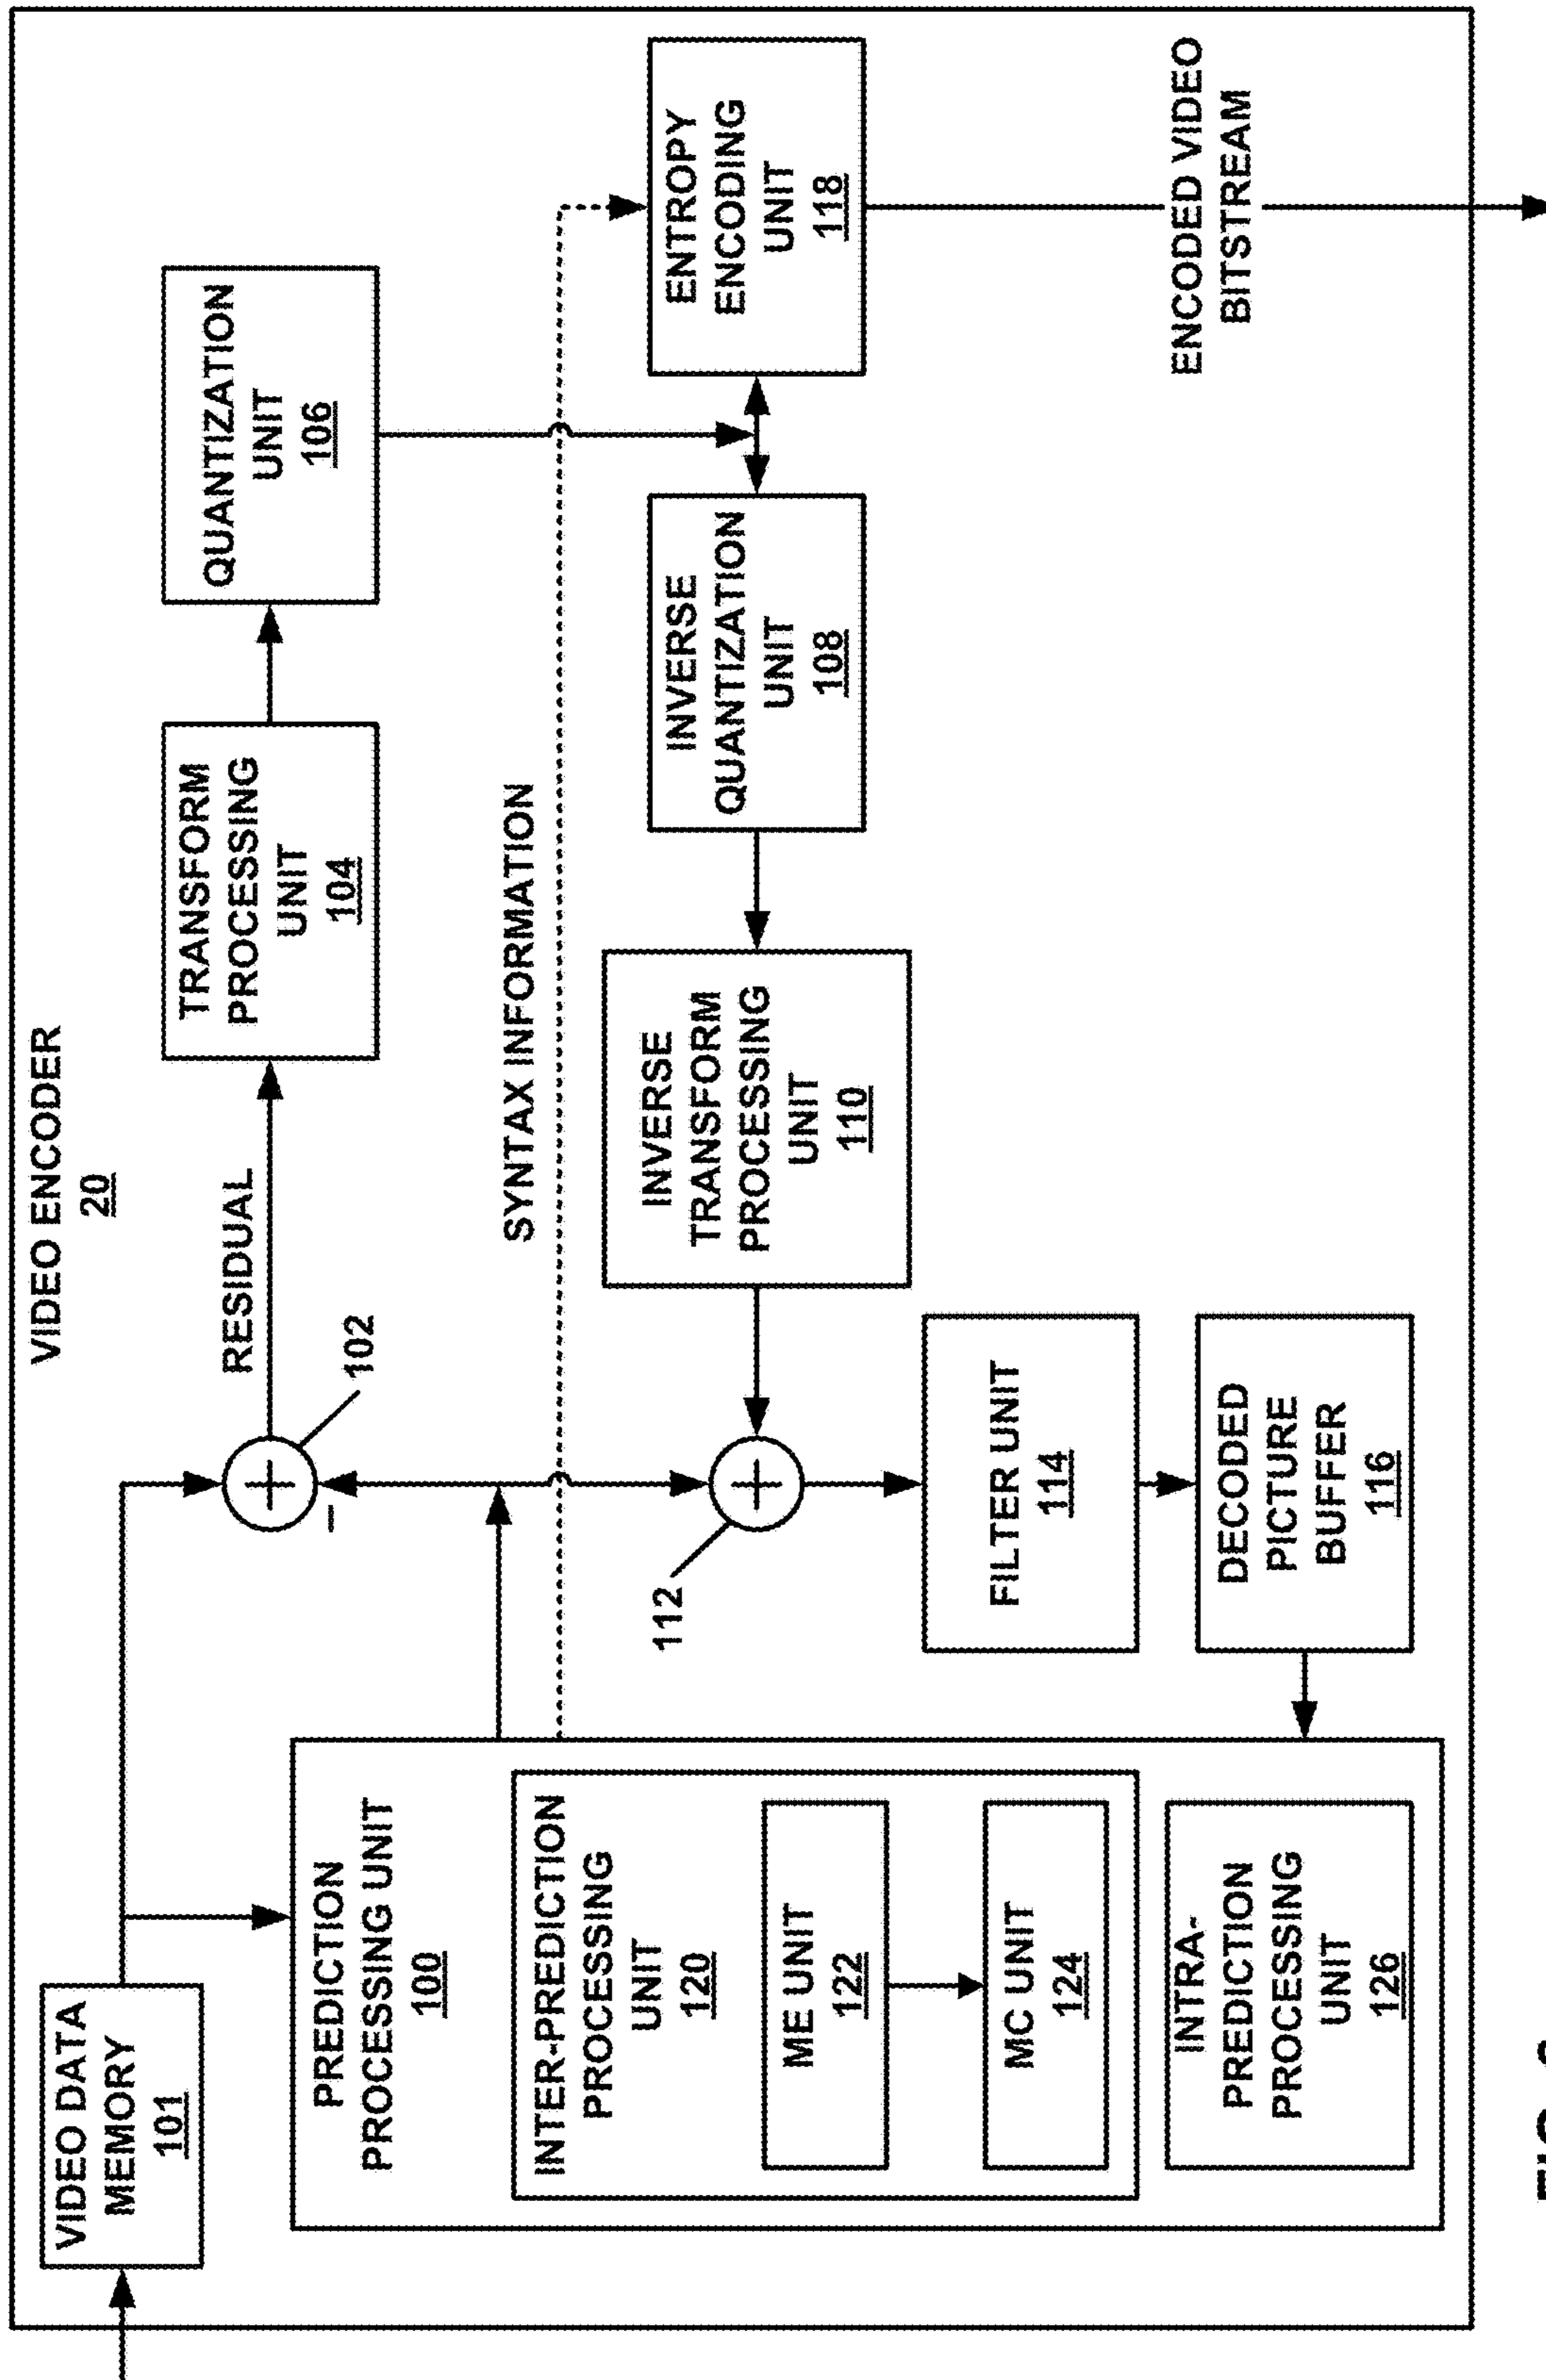 VIDEO ENCODER
20
VIDEO DATA
MEMORY
101
RESIDUAL
102
TRANSFORM
PROCESSING
UNIT
104
QUANTIZATION
UNIT
106
PREDICTION
PROCESSING UNIT
100
SYNTAX INFORMATION
INTER-PREDICTION
PROCESSING
UNIT
120
ME UNIT
122
MC UNIT
124
INTRA-
PREDICTION
PROCESSING
UNIT
126
112
INVERSE
TRANSFORM
PROCESSING
UNIT
110
INVERSE
QUANTIZATION
UNIT
108
ENTROPY
ENCODING
UNIT
118
FILTER UNIT
114
DECODED
PICTURE
BUFFER
116
ENCODED VIDEO
BITSTREAM